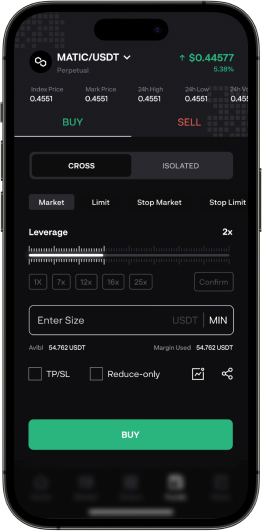 MATIC/USDT
↑ $0.44577
Perpetual
5.38%
Index Price Mark Price 24h High 24h Low 24h Vo
0.4551 0.4551 0.4551 0.4551 0.455
BUY SELL
CROSS ISOLATED
Market Limit Stop Market Stop Limit
Leverage 2x
1X 7x 12x 16x 25x Confirm
Enter Size USDT | MIN
Avibl 54.762 USDT Margin Used 54.762 USDT
TP/SL Reduce-only
BUY